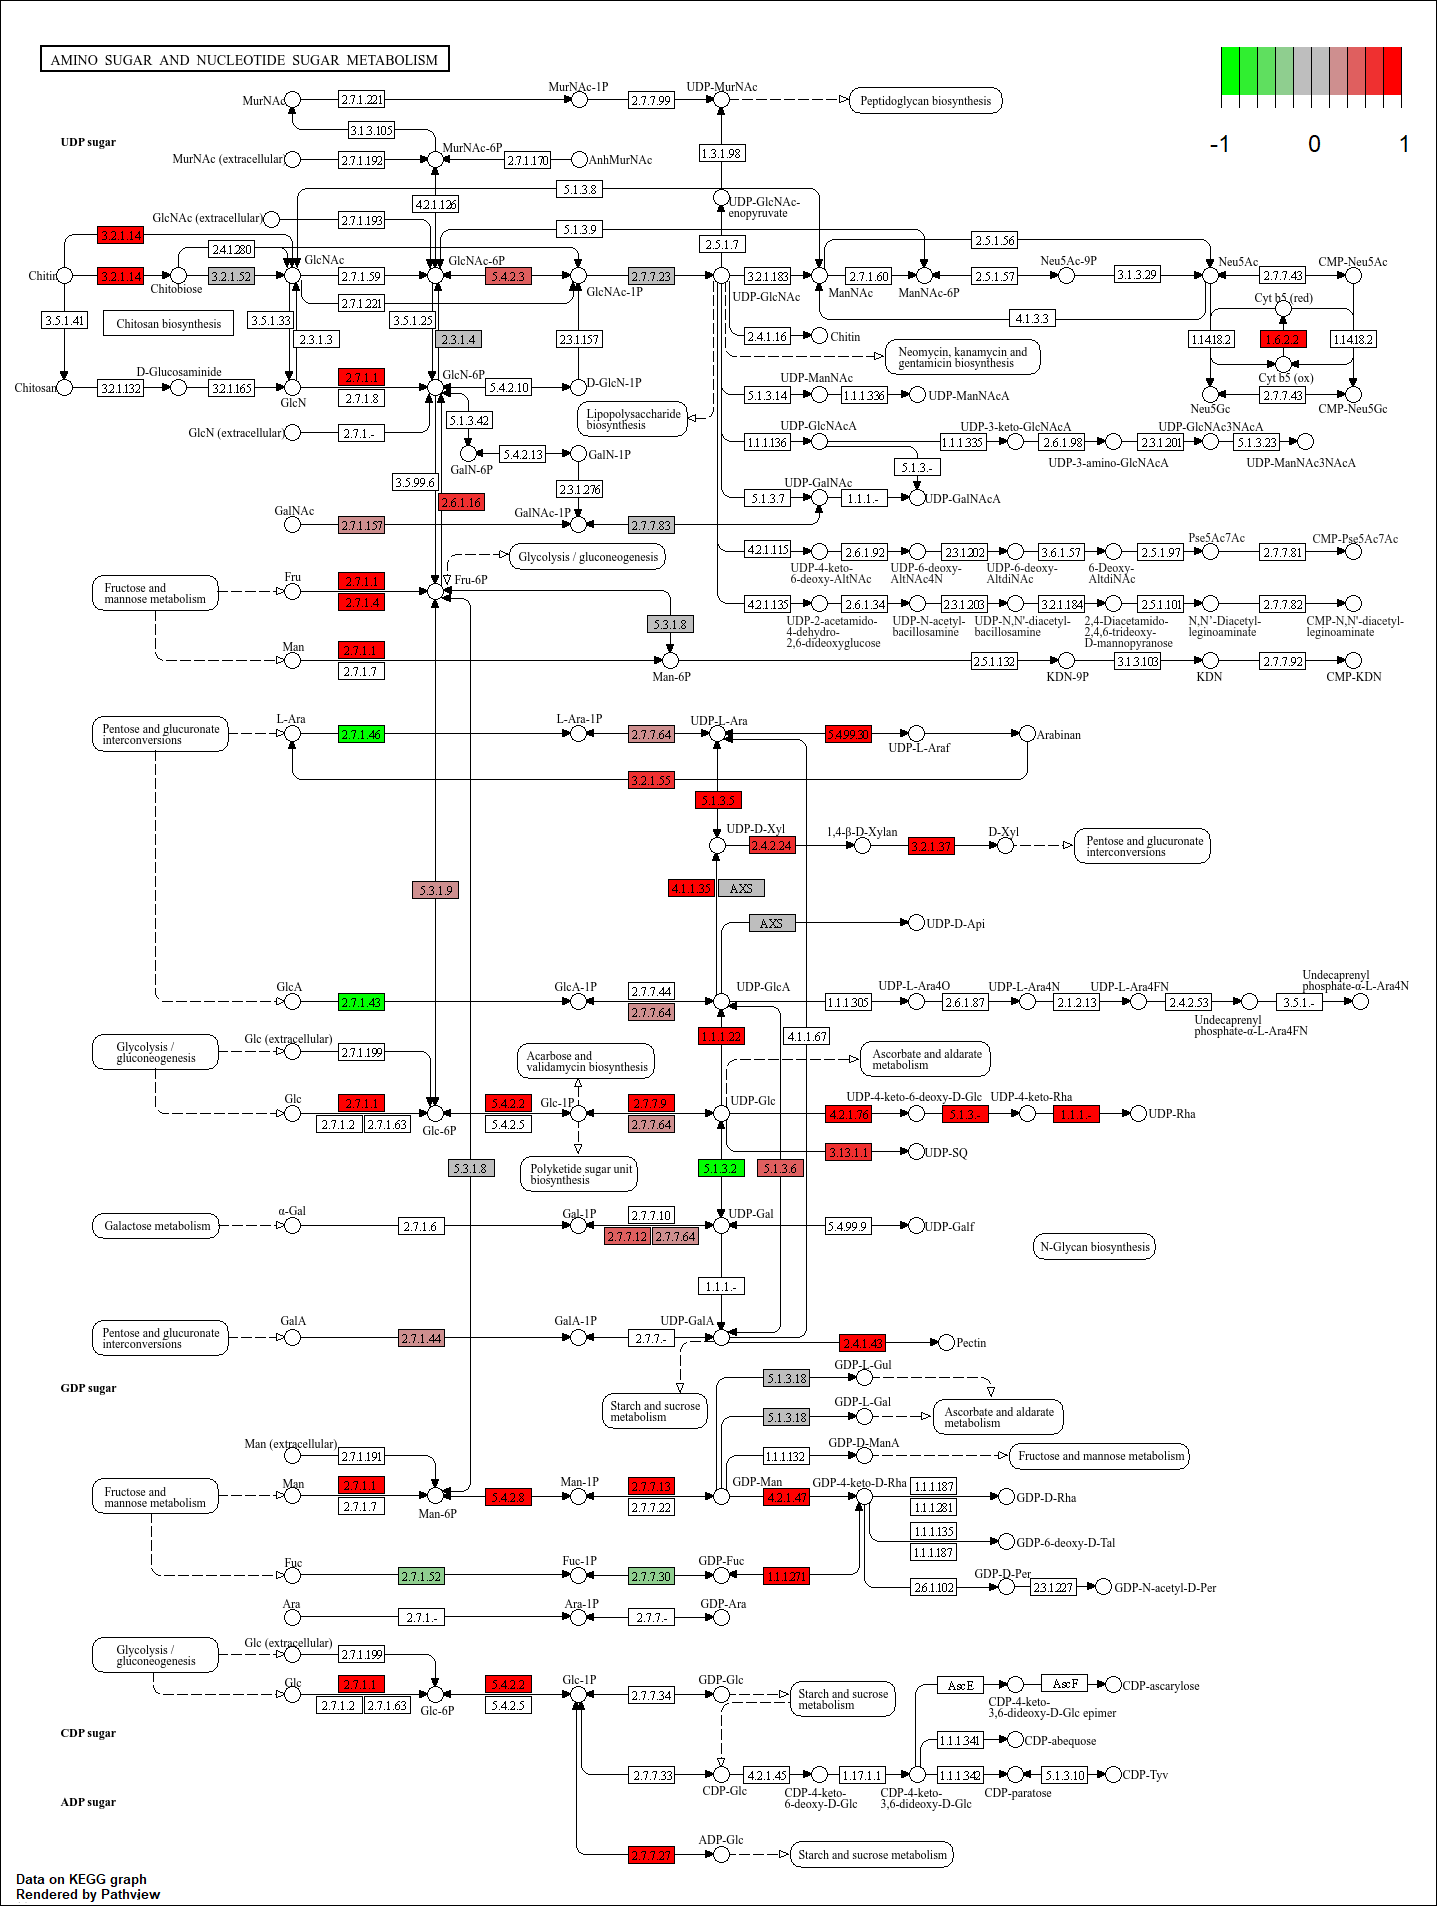 AMINO SUGAR AND NUCLEOTIDE SUGAR METABOLISM
-1 0 1
MurNAc 2.7.1.221 MurNAc-1P 2.7.7.99 UDP-MurNAc Peptidoglycan biosynthesis
3.1.3.105
UDP sugar
MurNAc (extracellular) 2.7.1.192 MurNAc-6P 2.7.1.170 AnhMurNAc 1.3.1.98
5.1.3.8
4.2.1.126 UDP-GlcNAc-
enopyruvate
GlcNAc (extracellular) 2.7.1.193 5.1.3.9
3.2.1.14 2.4.1.280 2.5.1.7 2.5.1.56
Chitin 3.2.1.14 Chitobiose 3.2.1.52 GlcNAc 2.7.1.59 GlcNAc-6P 5.4.2.3 GlcNAc-1P 2.7.7.23 UDP-GlcNAc 3.2.1.183 ManNAc 2.7.1.60 ManNAc-6P 2.5.1.57 Neu5Ac-9P 3.1.3.29 Neu5Ac 2.7.7.43 CMP-Neu5Ac
2.7.1.221
Cyt b5 (red)
3.5.1.41 Chitosan biosynthesis 3.5.1.33 3.5.1.25 4.1.3.3
2.3.1.3 2.3.1.4 2.3.1.157 2.4.1.16 Chitin 1.14.18.2 1.6.2.2 1.14.18.2
Neomycin, kanamycin and
gentamicin biosynthesis
Cyt b5 (ox)
Chitosan 3.2.1.132 D-Glucosaminide 3.2.1.165 GlcN 2.7.1.1 GlcN-6P 5.4.2.10 D-GlcN-1P UDP-ManNAc
2.7.1.8 5.1.3.14 1.1.1.336 UDP-ManNAcA Neu5Gc 2.7.7.43 CMP-Neu5Gc
Lipopolysaccharide
biosynthesis
5.1.3.42
GlcN (extracellular) 2.7.1.- UDP-GlcNAcA UDP-3-keto-GlcNAcA UDP-GlcNAc3NAcA
1.1.1.136 1.1.1.335 2.6.1.98 2.3.1.201 5.1.3.23
GalN-6P 5.4.2.13 GalN-1P UDP-3-amino-GlcNAcA UDP-ManNAc3NAcA
5.1.3.-
3.5.99.6 2.3.1.276 UDP-GalNAc
2.6.1.16 5.1.3.7 1.1.1.- UDP-GalNAcA
GalNAc 2.7.1.157 GalNAc-1P 2.7.7.83
Glycolysis / gluconeogenesis
4.2.1.115 2.6.1.92 2.3.1.202 3.6.1.57 2.5.1.97 Pse5Ac7Ac 2.7.7.81 CMP-Pse5Ac7Ac
UDP-4-keto- UDP-6-deoxy- UDP-6-deoxy- 6-Deoxy-
6-deoxy-AltNAc AltNAc4N AltdiNAc AltdiNAc
Fructose and
mannose metabolism
Fru 2.7.1.1 Fru-6P
2.7.1.4
4.2.1.135 2.6.1.34 2.3.1.203 3.2.1.184 2.5.1.101 2.7.7.82
UDP-2-acetamido- UDP-N-acetyl- UDP-N,N'-diacetyl- 2,4-Diacetamido- N,N'-Diacetyl- CMP-N,N'-diacetyl-
4-dehydro- bacillosamine bacillosamine 2,4,6-trideoxy- leginoaminate leginoaminate
2,6-dideoxyglucose D-mannopyranose
5.3.1.8
Man 2.7.1.1
2.7.1.7 Man-6P 2.5.1.132 KDN-9P 3.1.3.103 KDN 2.7.7.92 CMP-KDN
Pentose and glucuronate
interconversions
L-Ara 2.7.1.46 L-Ara-1P 2.7.7.64 UDP-L-Ara 5.4.99.30 UDP-L-Araf Arabinan
3.2.1.55
5.1.3.5
UDP-D-Xyl 2.4.2.24 1,4-β-D-Xylan 3.2.1.37 D-Xyl
Pentose and glucuronate
interconversions
5.3.1.9 4.1.1.35 AXS
AXS UDP-D-Api
GlcA 2.7.1.43 GlcA-1P 2.7.7.44 UDP-GlcA 1.1.1.305 UDP-L-Ara4O 2.6.1.87 UDP-L-Ara4N 2.1.2.13 UDP-L-Ara4FN 2.4.2.53 3.5.1.-
2.7.7.64
Undecaprenyl
phosphate-α-L-Ara4N
Undecaprenyl
phosphate-α-L-Ara4FN
Glycolysis /
gluconeogenesis
Glc (extracellular) 2.7.1.199 1.1.1.22 4.1.1.67
Acarbose and
validamycin biosynthesis
Ascorbate and aldarate
metabolism
Glc 2.7.1.1 5.4.2.2 Glc-1P 2.7.7.9 UDP-Glc 4.2.1.76 UDP-4-keto-6-deoxy-D-Glc 5.1.3.- UDP-4-keto-Rha 1.1.1.- UDP-Rha
2.7.1.2 2.7.1.63 Glc-6P 5.4.2.5 2.7.7.64
3.13.1.1 UDP-SQ
5.3.1.8 5.1.3.2 5.1.3.6
Polyketide sugar unit
biosynthesis
Galactose metabolism α-Gal 2.7.1.6 Gal-1P 2.7.7.10 UDP-Gal 5.4.99.9 UDP-Galf
2.7.7.12 2.7.7.64
N-Glycan biosynthesis
1.1.1.-
Pentose and glucuronate
interconversions
GalA 2.7.1.44 GalA-1P 2.7.7.- UDP-GalA 2.4.1.43 Pectin
GDP sugar
Starch and sucrose
metabolism
5.1.3.18 GDP-L-Gul
5.1.3.18 GDP-L-Gal
Ascorbate and aldarate
metabolism
Man (extracellular) 2.7.1.191 1.1.1.132 GDP-D-ManA Fructose and mannose metabolism
Fructose and
mannose metabolism
Man 2.7.1.1 Man-6P 5.4.2.8 Man-1P 2.7.7.13 GDP-Man 4.2.1.47 GDP-4-keto-D-Rha 1.1.1.187 GDP-D-Rha
2.7.1.7 2.7.7.22 1.1.1.281
1.1.1.135 GDP-6-deoxy-D-Tal
1.1.1.187
Fuc 2.7.1.52 Fuc-1P 2.7.7.30 GDP-Fuc 1.1.1.271 2.6.1.102 GDP-D-Per 2.3.1.227 GDP-N-acetyl-D-Per
Ara 2.7.1.- Ara-1P 2.7.7.- GDP-Ara
Glycolysis /
gluconeogenesis
Glc (extracellular) 2.7.1.199
Glc 2.7.1.1 5.4.2.2 Glc-1P 2.7.7.34 GDP-Glc
2.7.1.2 2.7.1.63 Glc-6P 5.4.2.5
Starch and sucrose
metabolism
AscE AscF CDP-ascarylose
CDP-4-keto-
3,6-dideoxy-D-Glc epimer
CDP sugar
1.1.1.341 CDP-abequose
2.7.7.33 CDP-Glc 4.2.1.45 1.17.1.1 1.1.1.342 CDP-paratose 5.1.3.10 CDP-Tyv
CDP-4-keto- CDP-4-keto-
6-deoxy-D-Glc 3,6-dideoxy-D-Glc
ADP sugar
2.7.7.27 ADP-Glc Starch and sucrose metabolism
Data on KEGG graph
Rendered by Pathview